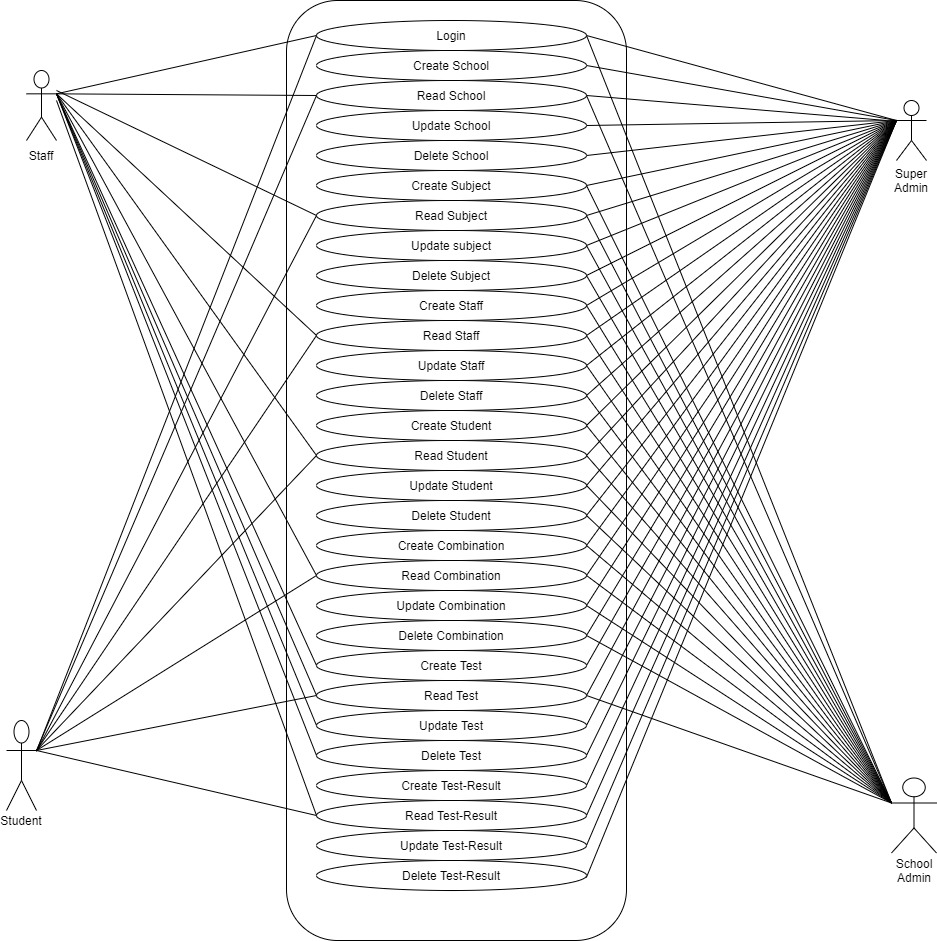 Login
Create School
Staff
Read School
Update School
Delete School
Super
Admin
Create Subject
Read Subject
Update subject
Delete Subject
Create Staff
Read Staff
Update Staff
Delete Staff
Create Student
Read Student
Update Student
Delete Student
Create Combination
Read Combination
Update Combination
Delete Combination
Create Test
Read Test
Update Test
Delete Test
Create Test-Result
Read Test-Result
Student
Update Test-Result
Delete Test-Result
School
Admin